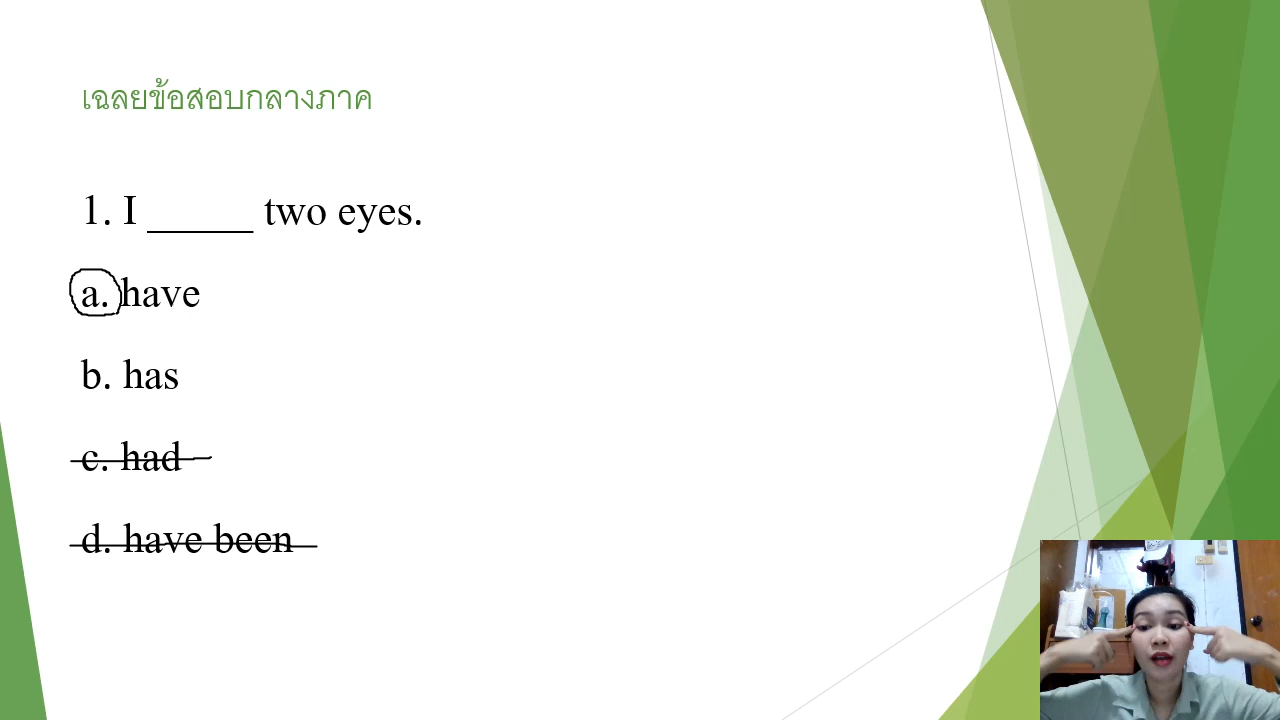 เฉลยข้อสอบกลางภาค
1. I _____ two eyes.
a. have
b. has
c. had
d. have been